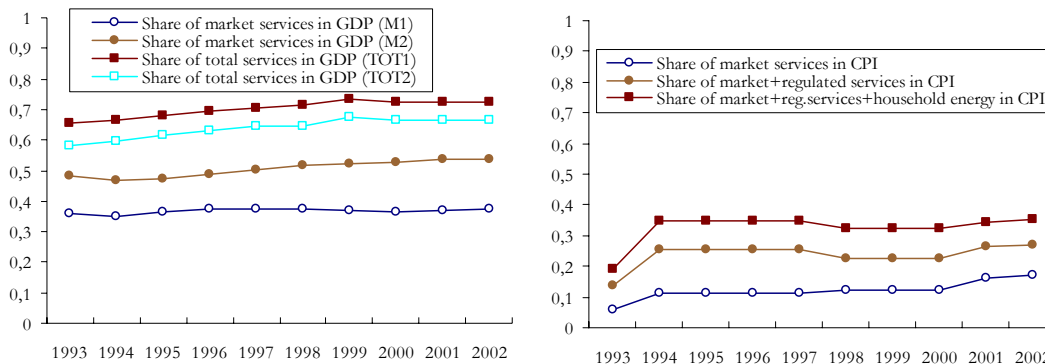 Share of market services in GDP (M1)
Share of market services in GDP (M2)
Share of total services in GDP (TOT1)
Share of total services in GDP (TOT2)
1
0,9
0,8
0,7
0,6
0,5
0,4
0,3
0,2
0,1
0
1993 1994 1995 1996 1997 1998 1999 2000 2001 2002
Share of market services in CPI
Share of market+regulated services in CPI
Share of market+reg.services+household energy in CPI
1
0,9
0,8
0,7
0,6
0,5
0,4
0,3
0,2
0,1
0
1993 1994 1995 1996 1997 1998 1999 2000 2001 2002